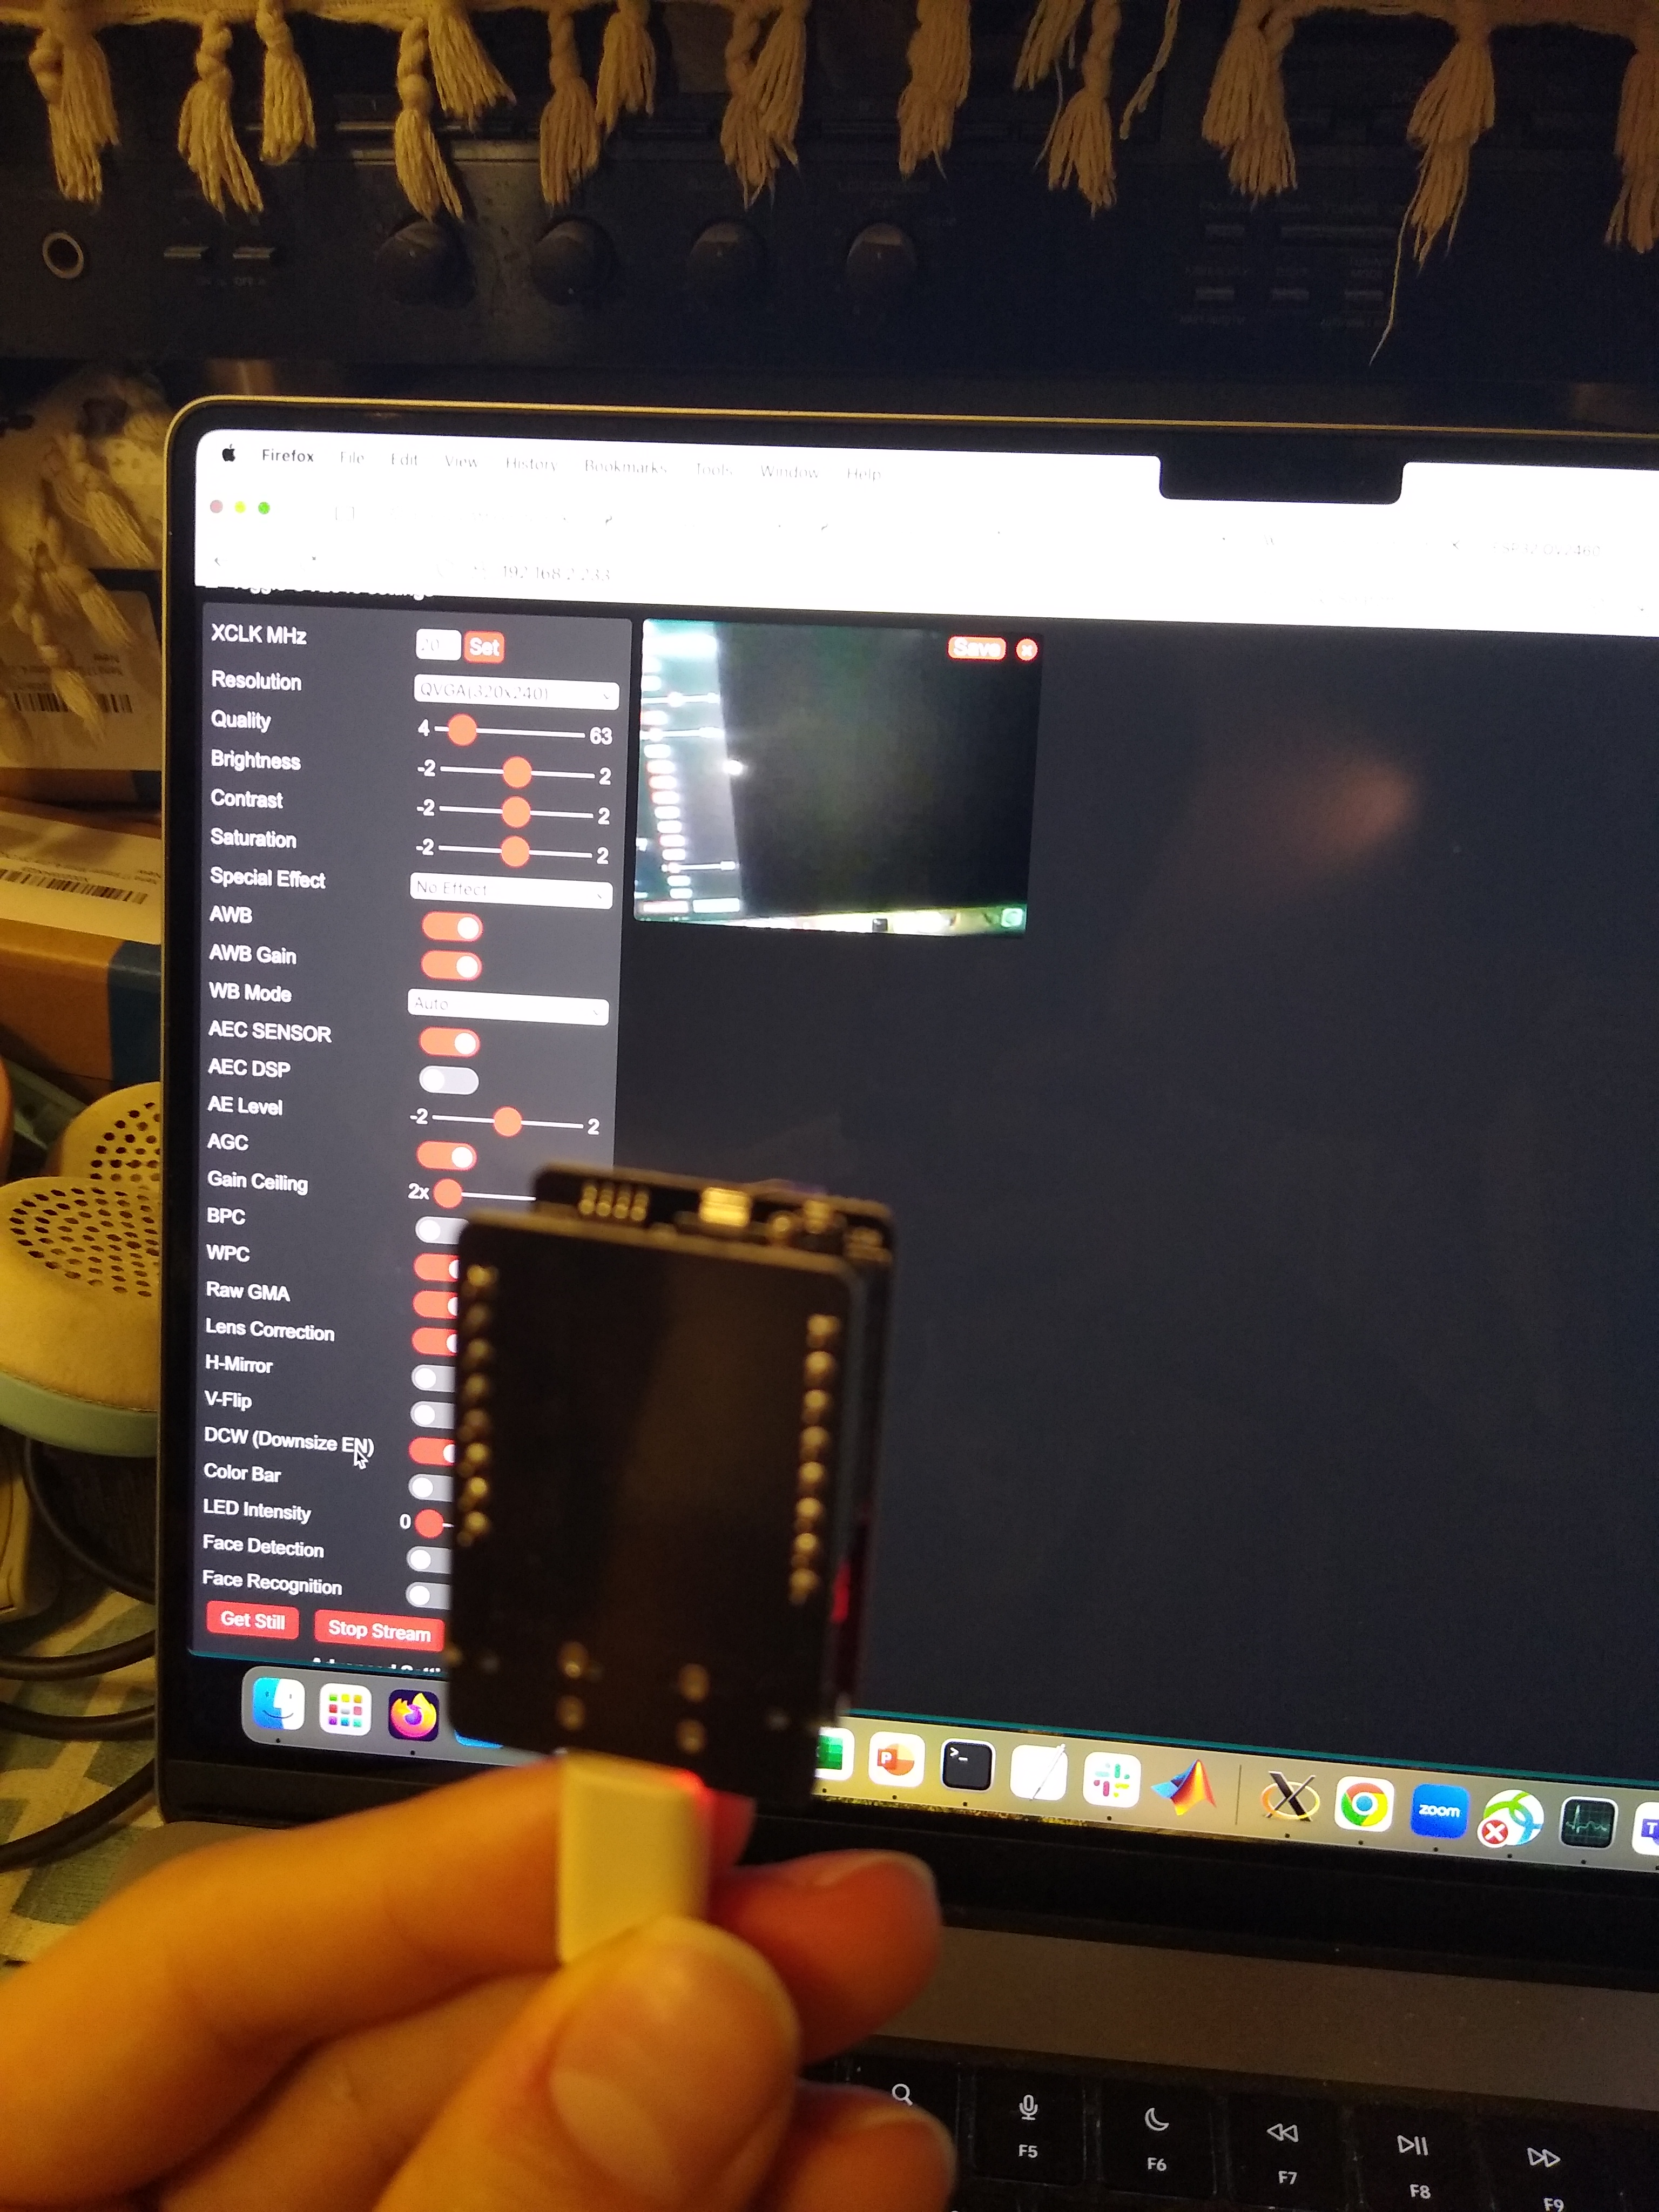 Firefox File Edit View History Bookmarks Tools Window Help
192.168.2.233
XCLK MHz 20 Set
Save
Resolution QVGA(320x240)
Quality 4 63
Brightness -2 2
Contrast -2 2
Saturation -2 2
Special Effect No Effect
AWB
AWB Gain
WB Mode Auto
AEC SENSOR
AEC DSP
AE Level -2 2
AGC
Gain Ceiling 2x
BPC
WPC
Raw GMA
Lens Correction
H-Mirror
V-Flip
DCW (Downsize EN)
Color Bar
LED Intensity 0
Face Detection
Face Recognition
Get Still Stop Stream
P
zoom
T
F5 F6 F7 F8 F9